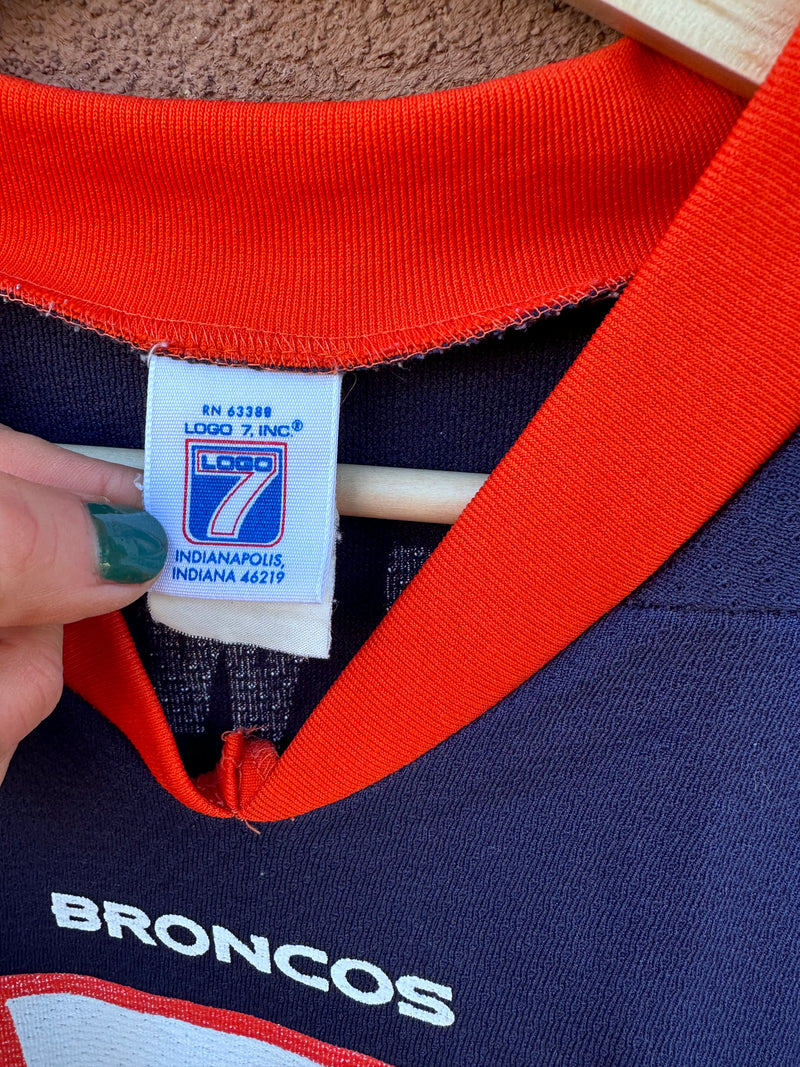 RN 63388
LOGO 7, INC.®
LOGO
7
INDIANAPOLIS,
INDIANA 46219
BRONCOS